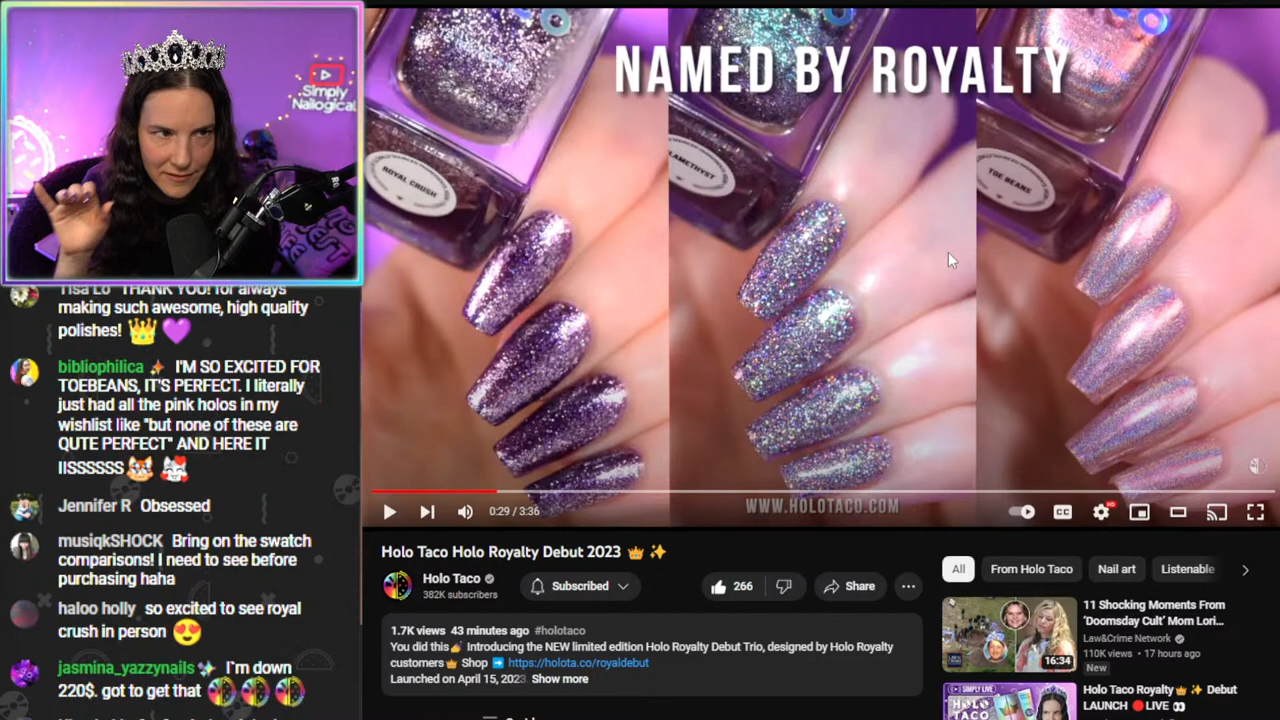 Simply
Nailogical
Tisa Lo THANK YOU! for always
making such awesome, high quality
polishes!
bibliophilica I'M SO EXCITED FOR
TOEBEANS, IT'S PERFECT. I literally
just had all the pink holos in my
wishlist like "but none of these are
QUITE PERFECT" AND HERE IT
IISSSSSS
Jennifer R Obsessed
musiqkSHOCK Bring on the swatch
comparisons! I need to see before
purchasing haha
haloo holly so excited to see royal
crush in person
jasmina_yazzynails I`m down
220$. got to get that
NAMED BY ROYALTY
ROYAL CRUSH
TOE BEANS
WWW.HOLOTACO.COM
0:29 / 3:36
CC
HD
Holo Taco Holo Royalty Debut 2023
Holo Taco
382K subscribers
Subscribed
266
Share
1.7K views 43 minutes ago #holotaco
You did this Introducing the NEW limited edition Holo Royalty Debut Trio, designed by Holo Royalty
customers Shop https://holota.co/royaldebut
Launched on April 15, 2023 Show more
All
From Holo Taco
Nail art
Listenable
11 Shocking Moments From
'Doomsday Cult' Mom Lori...
Law&Crime Network
110K views • 17 hours ago
New
16:34
Holo Taco Royalty Debut
LAUNCH LIVE
SIMPLY LIVE